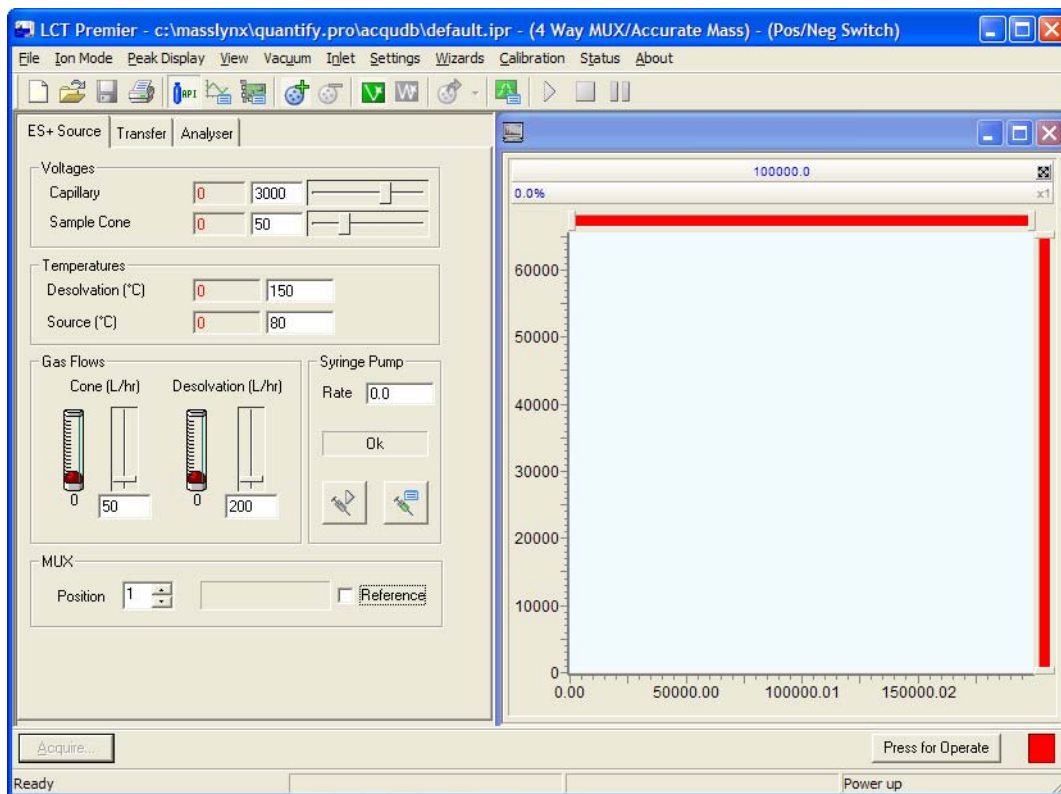 LCT Premier - c:\masslynx\quantify.pro\acqudb\default.ipr - (4 Way MUX/Accurate Mass) - (Pos/Neg Switch)
File Ion Mode Peak Display View Vacuum Inlet Settings Wizards Calibration Status About
API
ES+ Source Transfer Analyser
Voltages
Capillary 0 3000
Sample Cone 0 50
Temperatures
Desolvation (°C) 0 150
Source (°C) 0 80
Gas Flows
Cone (L/hr) Desolvation (L/hr)
0 50 0 200
Syringe Pump
Rate 0.0
Ok
MUX
Position 1 Reference
100000.0
0.0% x1
60000
50000
40000
30000
20000
10000
0
0.00 50000.00 100000.01 150000.02
Acquire... Press for Operate
Ready Power up